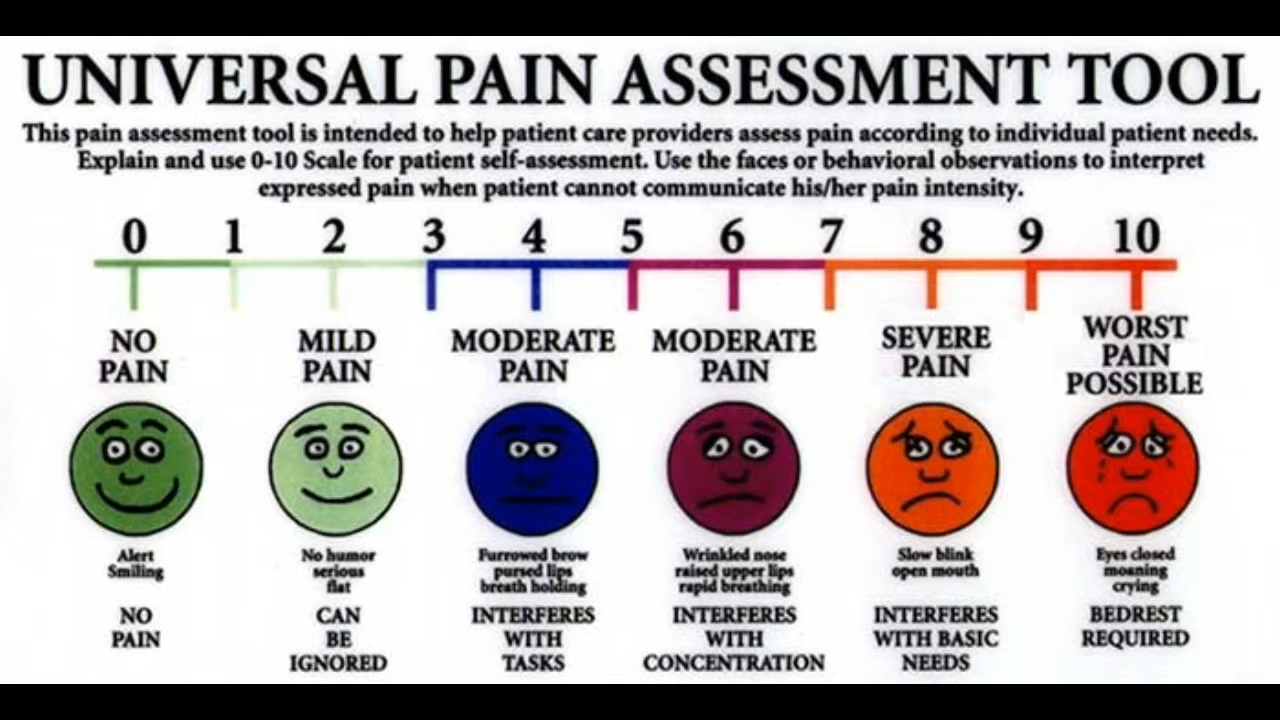 UNIVERSAL PAIN ASSESSMENT TOOL
This pain assessment tool is intended to help patient care providers assess pain according to individual patient needs.
Explain and use 0-10 Scale for patient self-assessment. Use the faces or behavioral observations to interpret
expressed pain when patient cannot communicate his/her pain intensity.
0 1 2 3 4 5 6 7 8 9 10
NO
PAIN
MILD
PAIN
MODERATE
PAIN
MODERATE
PAIN
SEVERE
PAIN
WORST
PAIN
POSSIBLE
Alert
Smiling
No humor
serious
flat
Furrowed brow
pursed lips
breath holding
Wrinkled nose
raised upper lips
rapid breathing
Slow blink
open mouth
Eyes closed
moaning
crying
NO
PAIN
CAN
BE
IGNORED
INTERFERES
WITH
TASKS
INTERFERES
WITH
CONCENTRATION
INTERFERES
WITH BASIC
NEEDS
BEDREST
REQUIRED